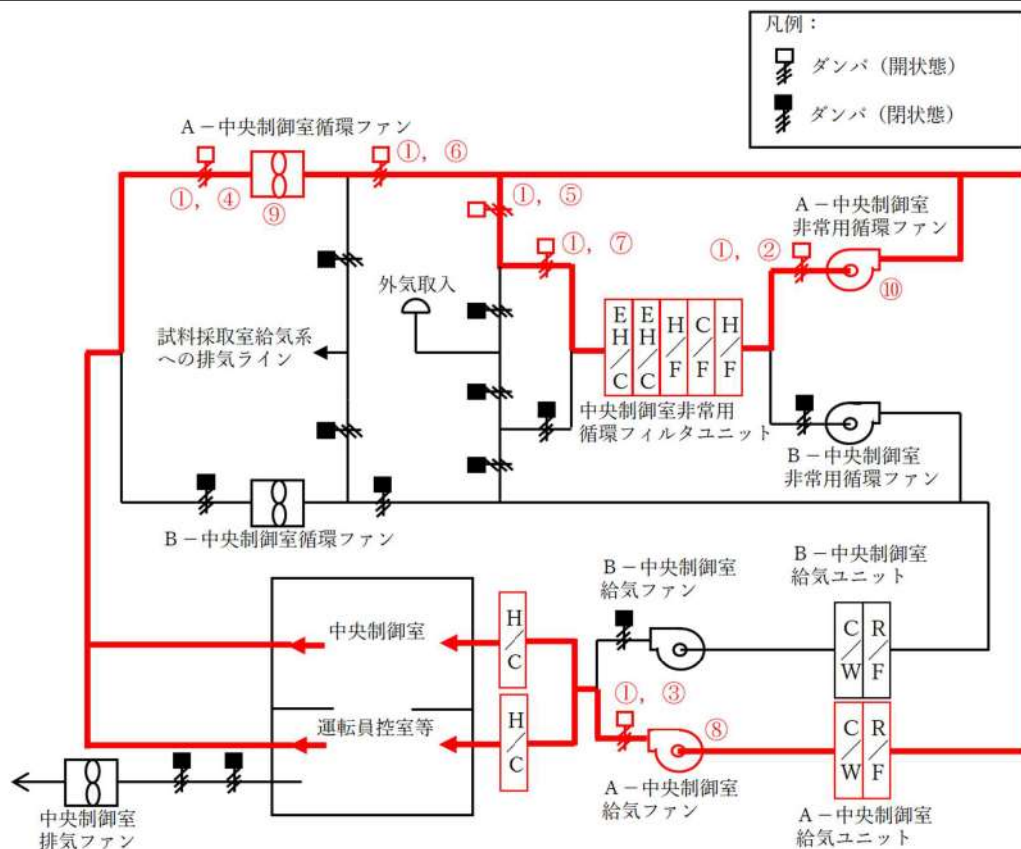 凡例：
ダンバ（開状態）
ダンバ（閉状態）
A－中央制御室循環ファン
①，⑥
①，④
⑨
①，⑤
A－中央制御室
非常用循環ファン
①，⑦
①，②
⑩
外気取入
試料採取室給気系
への排気ライン
E H／C
E H／C
H／F
C／F
H／F
中央制御室非常用
循環フィルタユニット
B－中央制御室
非常用循環ファン
B－中央制御室循環ファン
B－中央制御室
給気ファン
B－中央制御室
給気ユニット
中央制御室
H／C
C／W
R／F
①，③
運転員控室等
H／C
⑧
C／W
R／F
中央制御室
排気ファン
A－中央制御室
給気ファン
A－中央制御室
給気ユニット